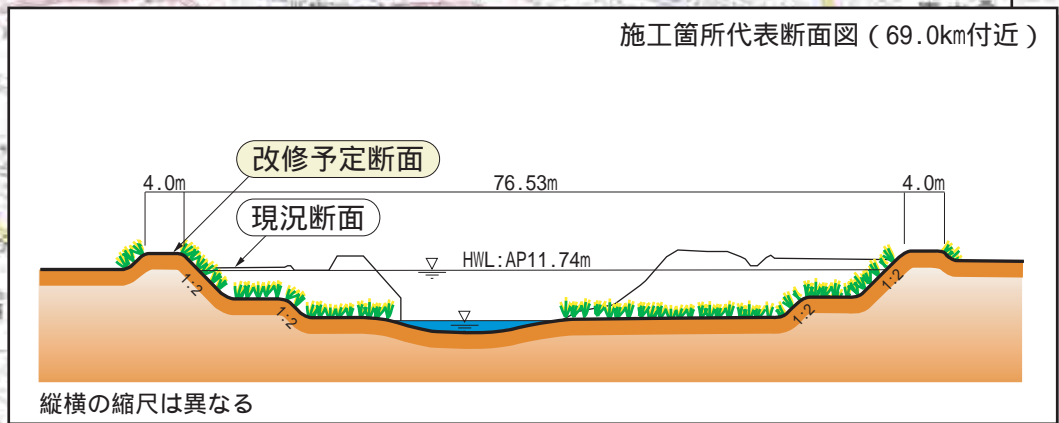 施工箇所代表断面図(69.0km付近)
改修予定断面
4.0m
76.53m
4.0m
現況断面
HWL:AP11.74m
1:2
1:2
1:2
1:2
縦横の縮尺は異なる